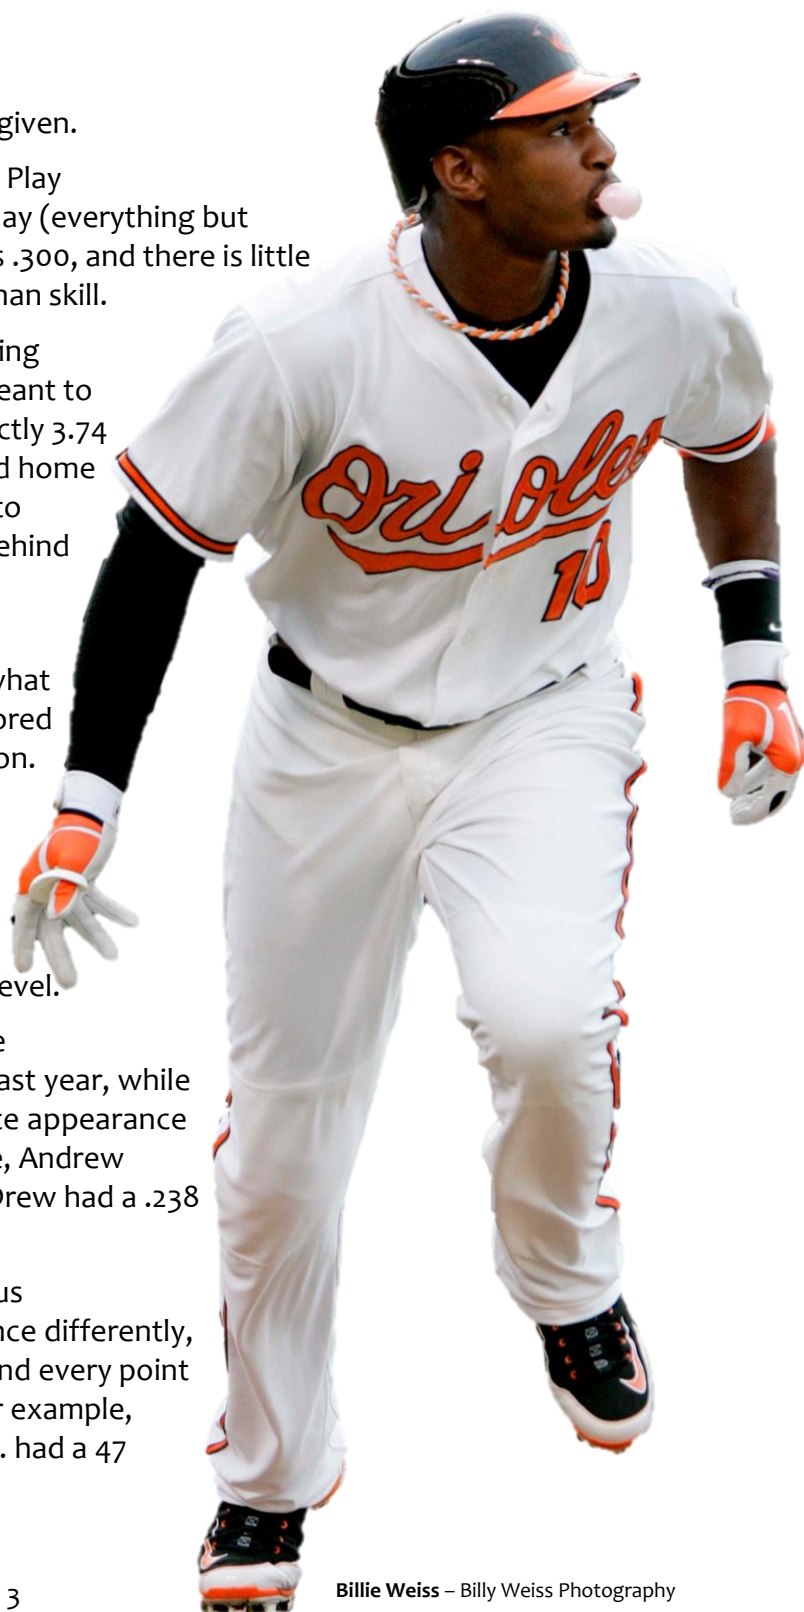 given.
Play
ay (everything but
s .300, and there is little
han skill.
ing
eant to
ctly 3.74
d home
to
ehind
what
ored
on.
evel.
e
ast year, while
te appearance
e, Andrew
Drew had a .238
us
nce differently,
nd every point
r example,
. had a 47
Orioles
10
3
Billie Weiss – Billy Weiss Photography